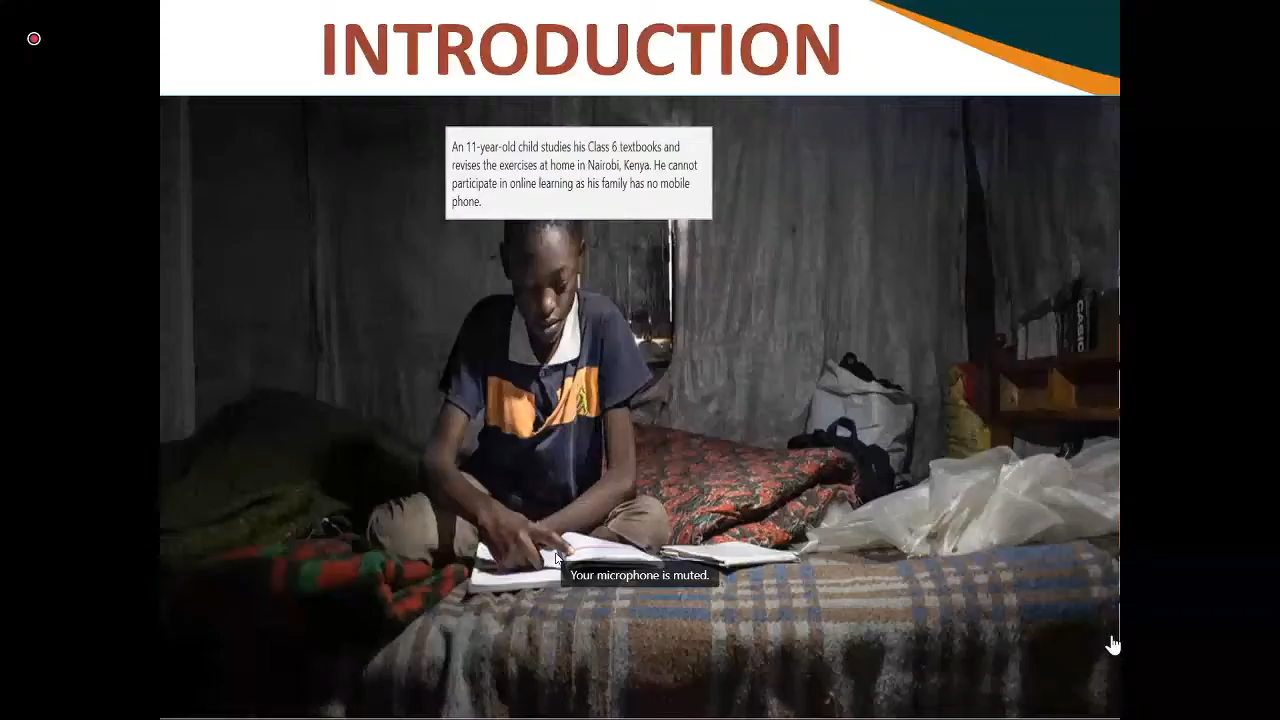 INTRODUCTION
An 11-year-old child studies his Class 6 textbooks and
revises the exercises at home in Nairobi, Kenya. He cannot
participate in online learning as his family has no mobile
phone.
CASIO
Your microphone is muted.